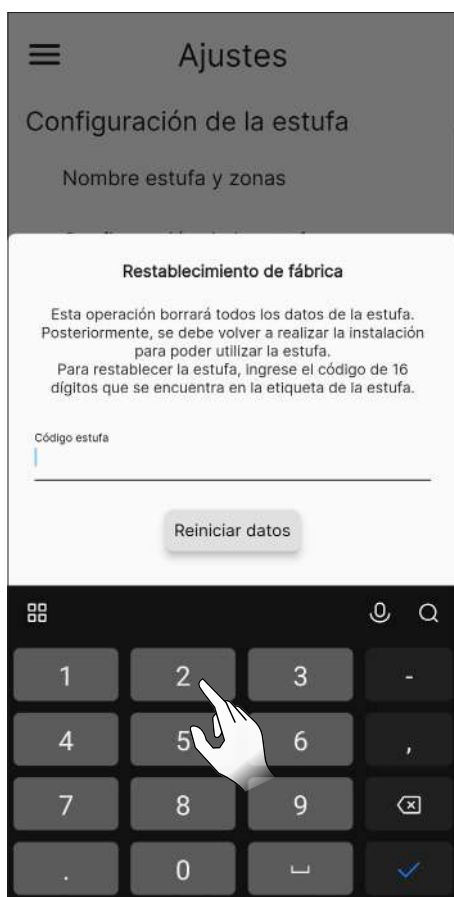 Ajustes
Configuración de la estufa
Nombre estufa y zonas
Restablecimiento de fábrica
Esta operación borrará todos los datos de la estufa.
Posteriormente, se debe volver a realizar la instalación
para poder utilizar la estufa.
Para restablecer la estufa, ingrese el código de 16
dígitos que se encuentra en la etiqueta de la estufa.
Código estufa
Reiniciar datos
1 2 3 -
4 5 6 ,
7 8 9
. 0